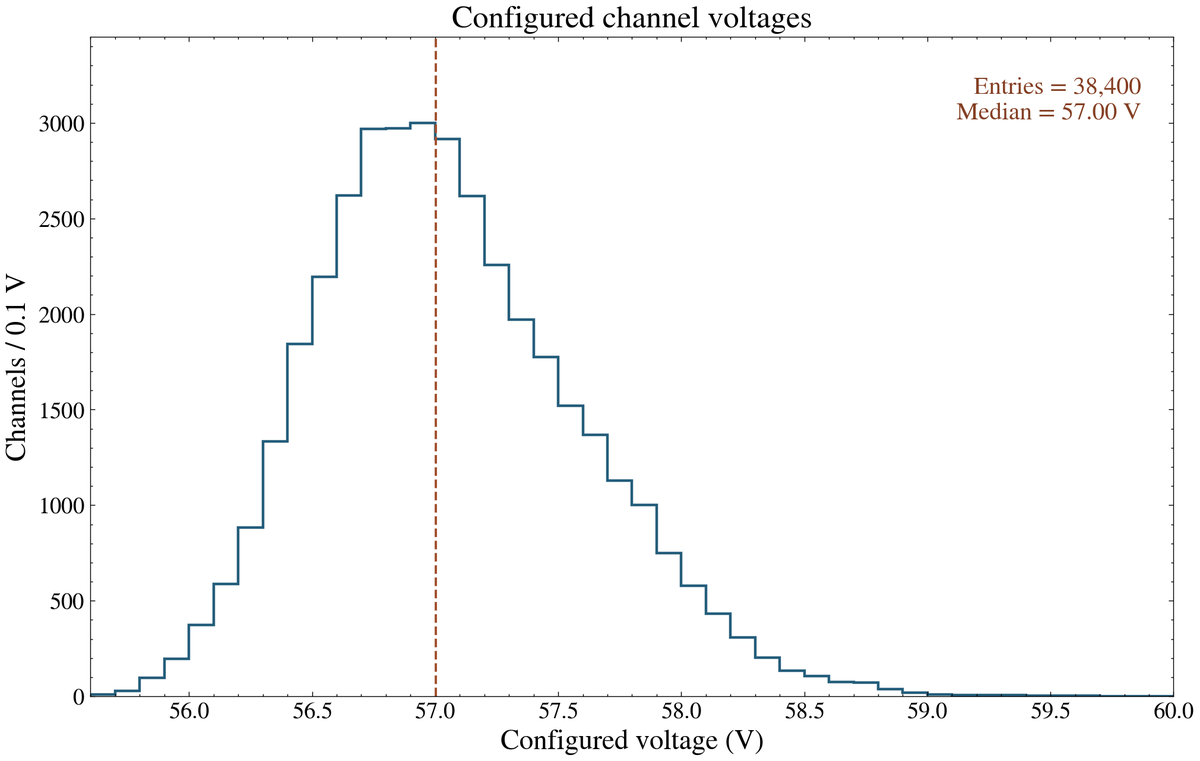 Configured channel voltages
Entries = 38,400
Median = 57.00 V
Channels / 0.1 V
3000
2500
2000
1500
1000
500
0
56.0 56.5 57.0 57.5 58.0 58.5 59.0 59.5 60.0
Configured voltage (V)